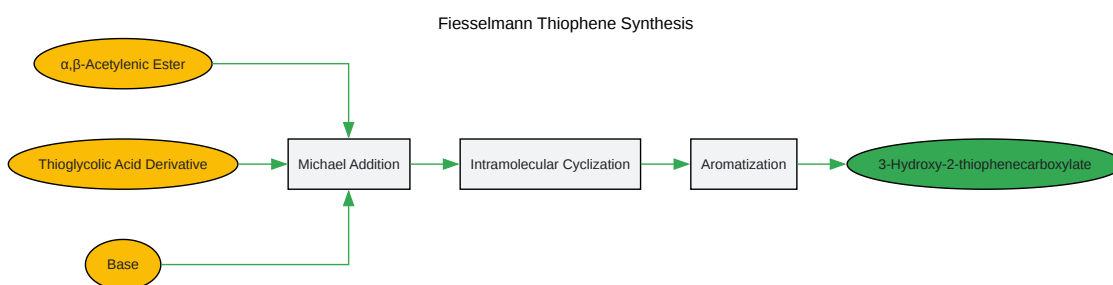 Fiesselmann Thiophene Synthesis
α,β-Acetylenic Ester
Thioglycolic Acid Derivative
Michael Addition
Intramolecular Cyclization
Aromatization
3-Hydroxy-2-thiophenecarboxylate
Base